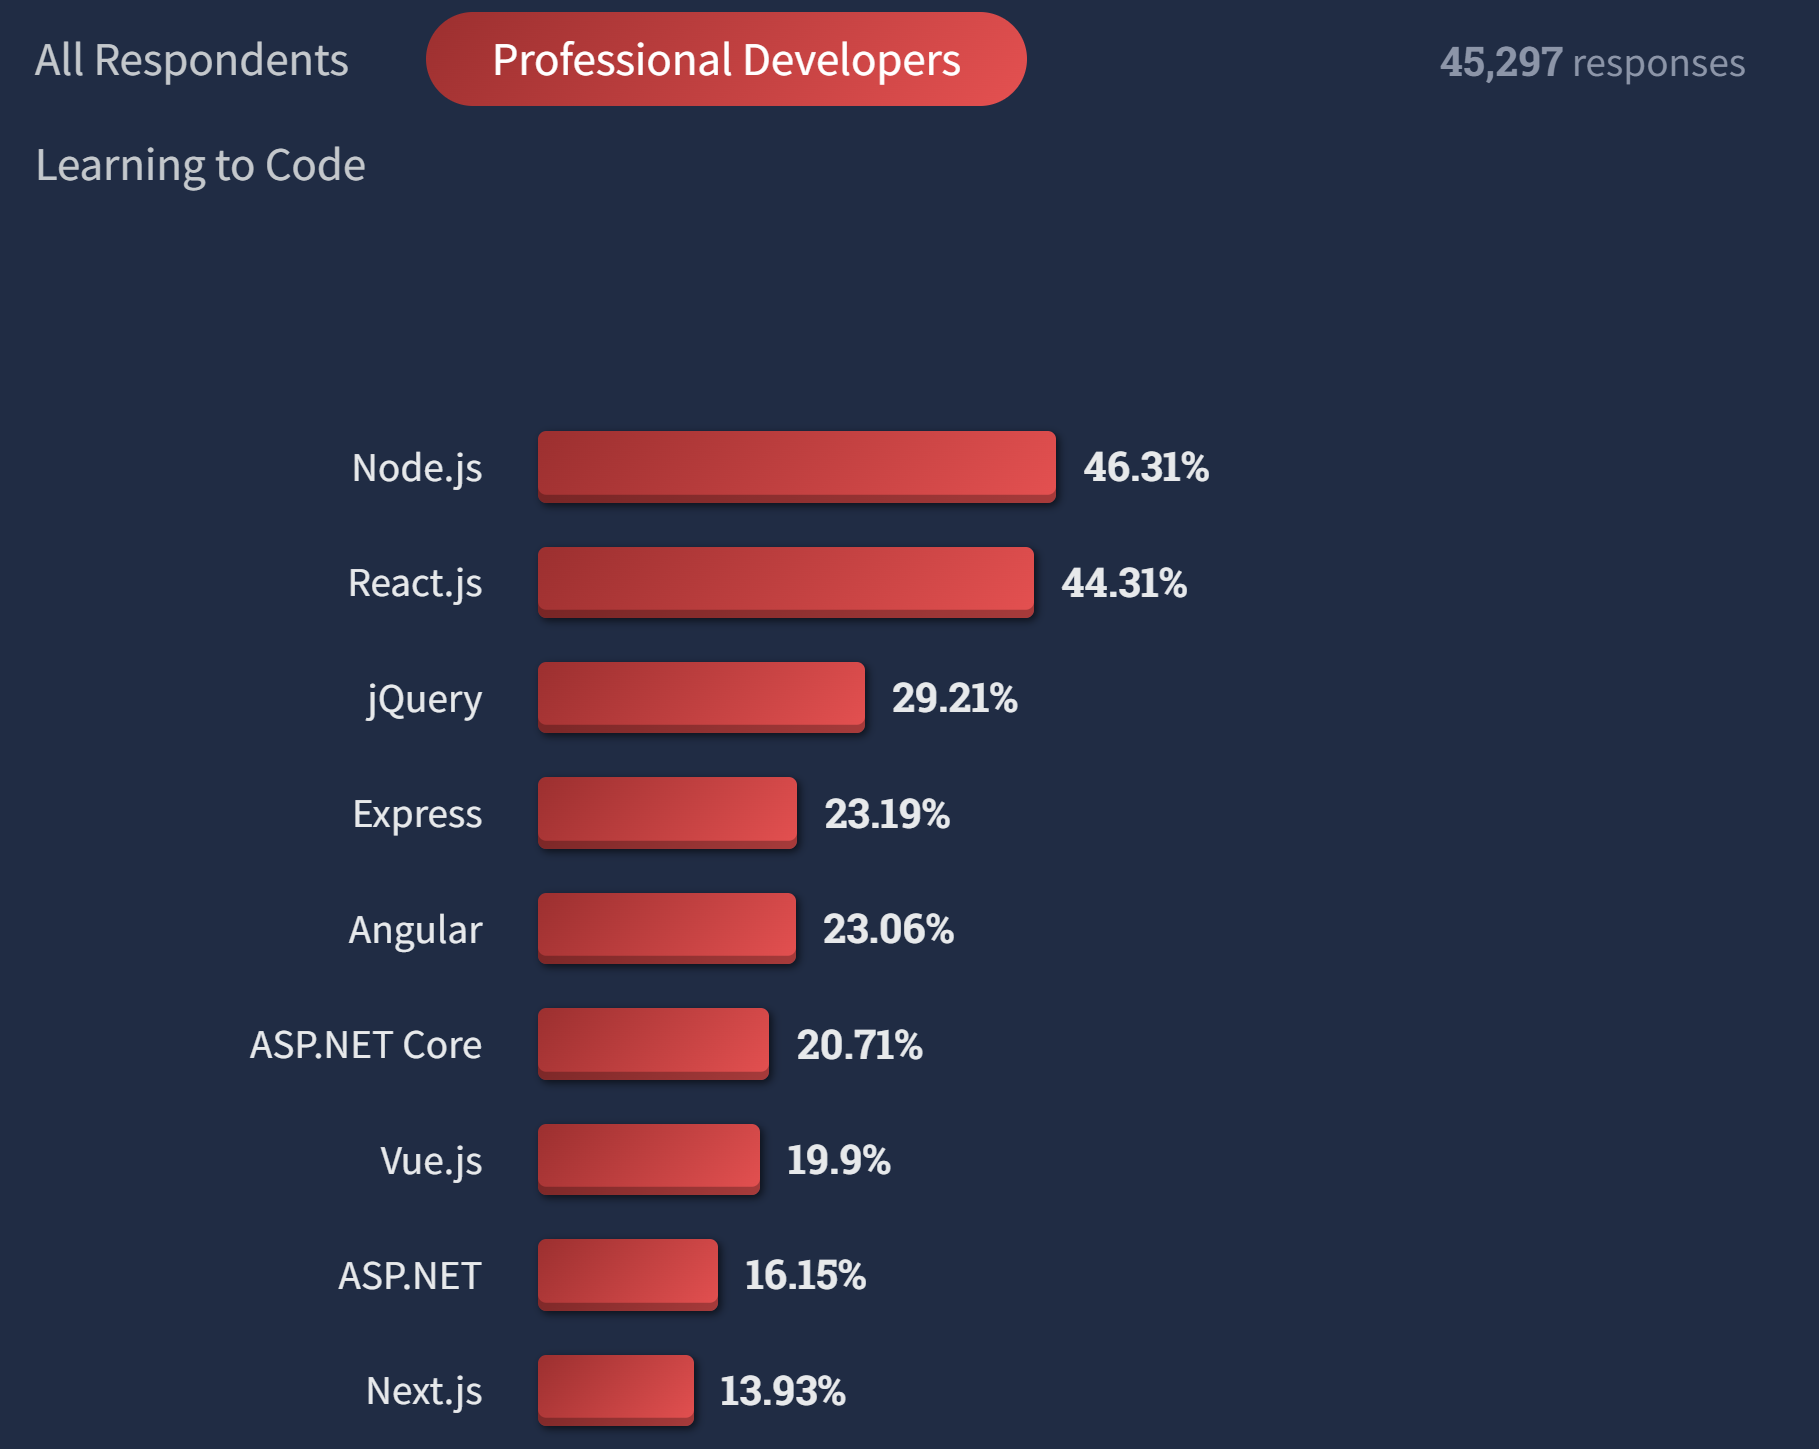 All Respondents
Professional Developers
45,297 responses
Learning to Code
Node.js 46.31%
React.js 44.31%
jQuery 29.21%
Express 23.19%
Angular 23.06%
ASP.NET Core 20.71%
Vue.js 19.9%
ASP.NET 16.15%
Next.js 13.93%